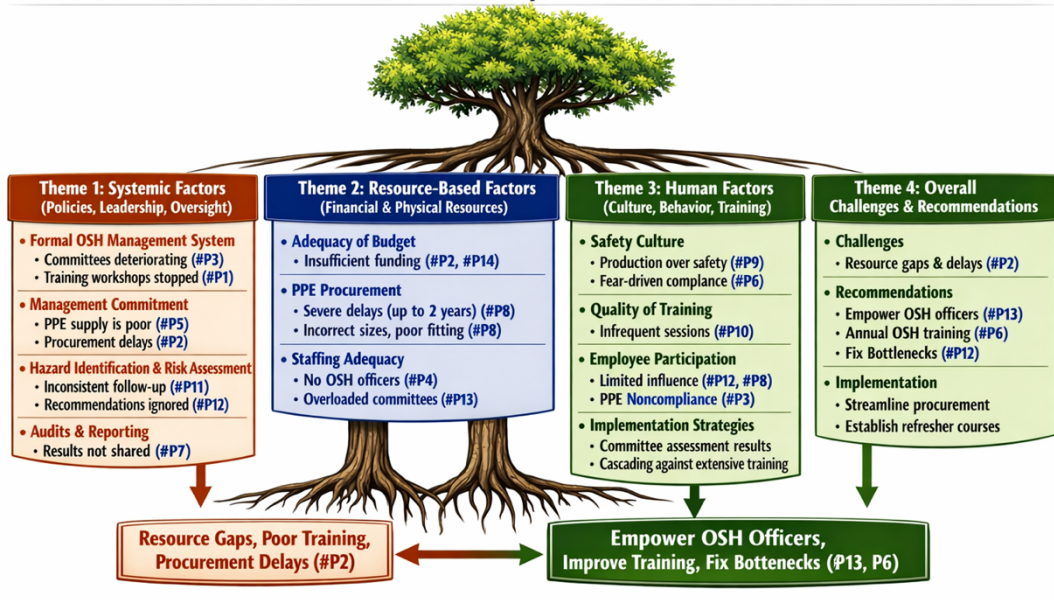 Theme 1: Systemic Factors
(Policies, Leadership, Oversight)
• Formal OSH Management System
• Committees deteriorating (#P3)
• Training workshops stopped (#P1)
• Management Commitment
• PPE supply is poor (#P5)
• Procurement delays (#P2)
• Hazard Identification & Risk Assessment
• Inconsistent follow-up (#P11)
• Recommendations ignored (#P12)
• Audits & Reporting
• Results not shared (#P7)
Theme 2: Resource-Based Factors
(Financial & Physical Resources)
• Adequacy of Budget
• Insufficient funding (#P2, #P14)
• PPE Procurement
• Severe delays (up to 2 years) (#P8)
• Incorrect sizes, poor fitting (#P8)
• Staffing Adequacy
• No OSH officers (#P4)
• Overloaded committees (#P13)
Theme 3: Human Factors
(Culture, Behavior, Training)
• Safety Culture
• Production over safety (#P9)
• Fear-driven complance (#P6)
• Quality of Training
• Infrequent sessions (#P10)
• Employee Participation
• Limited influence (#P12, #P8)
• PPE Noncompliance (#P3)
• Implementation Strategies
• Committee assessment results
• Cascading against extensive training
Theme 4: Overall
Challenges & Recommendations
• Challenges
• Resource gaps & delays (#P2)
• Recommendations
• Empower OSH officers (#P13)
• Annual OSH training (#P6)
• Fix Bottlenecks (#P12)
• Implementation
• Streamline procurement
• Establish refresher courses
Resource Gaps, Poor Training,
Procurement Delays (#P2)
Empower OSH Officers,
Improve Training, Fix Bottenecks (#P13, P6)